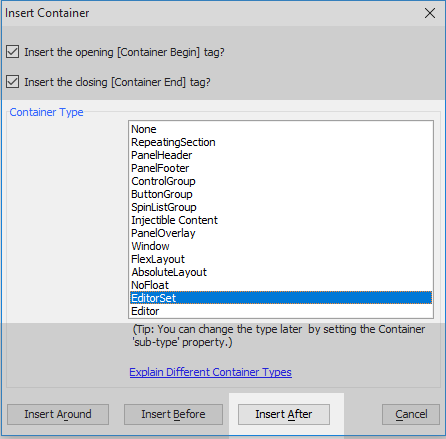 Insert Container
Insert the opening [Container Begin] tag?
Insert the closing [Container End] tag?
Container Type
None
RepeatingSection
PanelHeader
PanelFooter
ControlGroup
ButtonGroup
SpinListGroup
Injectible Content
PanelOverlay
Window
FlexLayout
AbsoluteLayout
NoFloat
EditorSet
Editor
(Tip: You can change the type later by setting the Container
'sub-type' property.)
Explain Different Container Types
Insert Around Insert Before Insert After Cancel